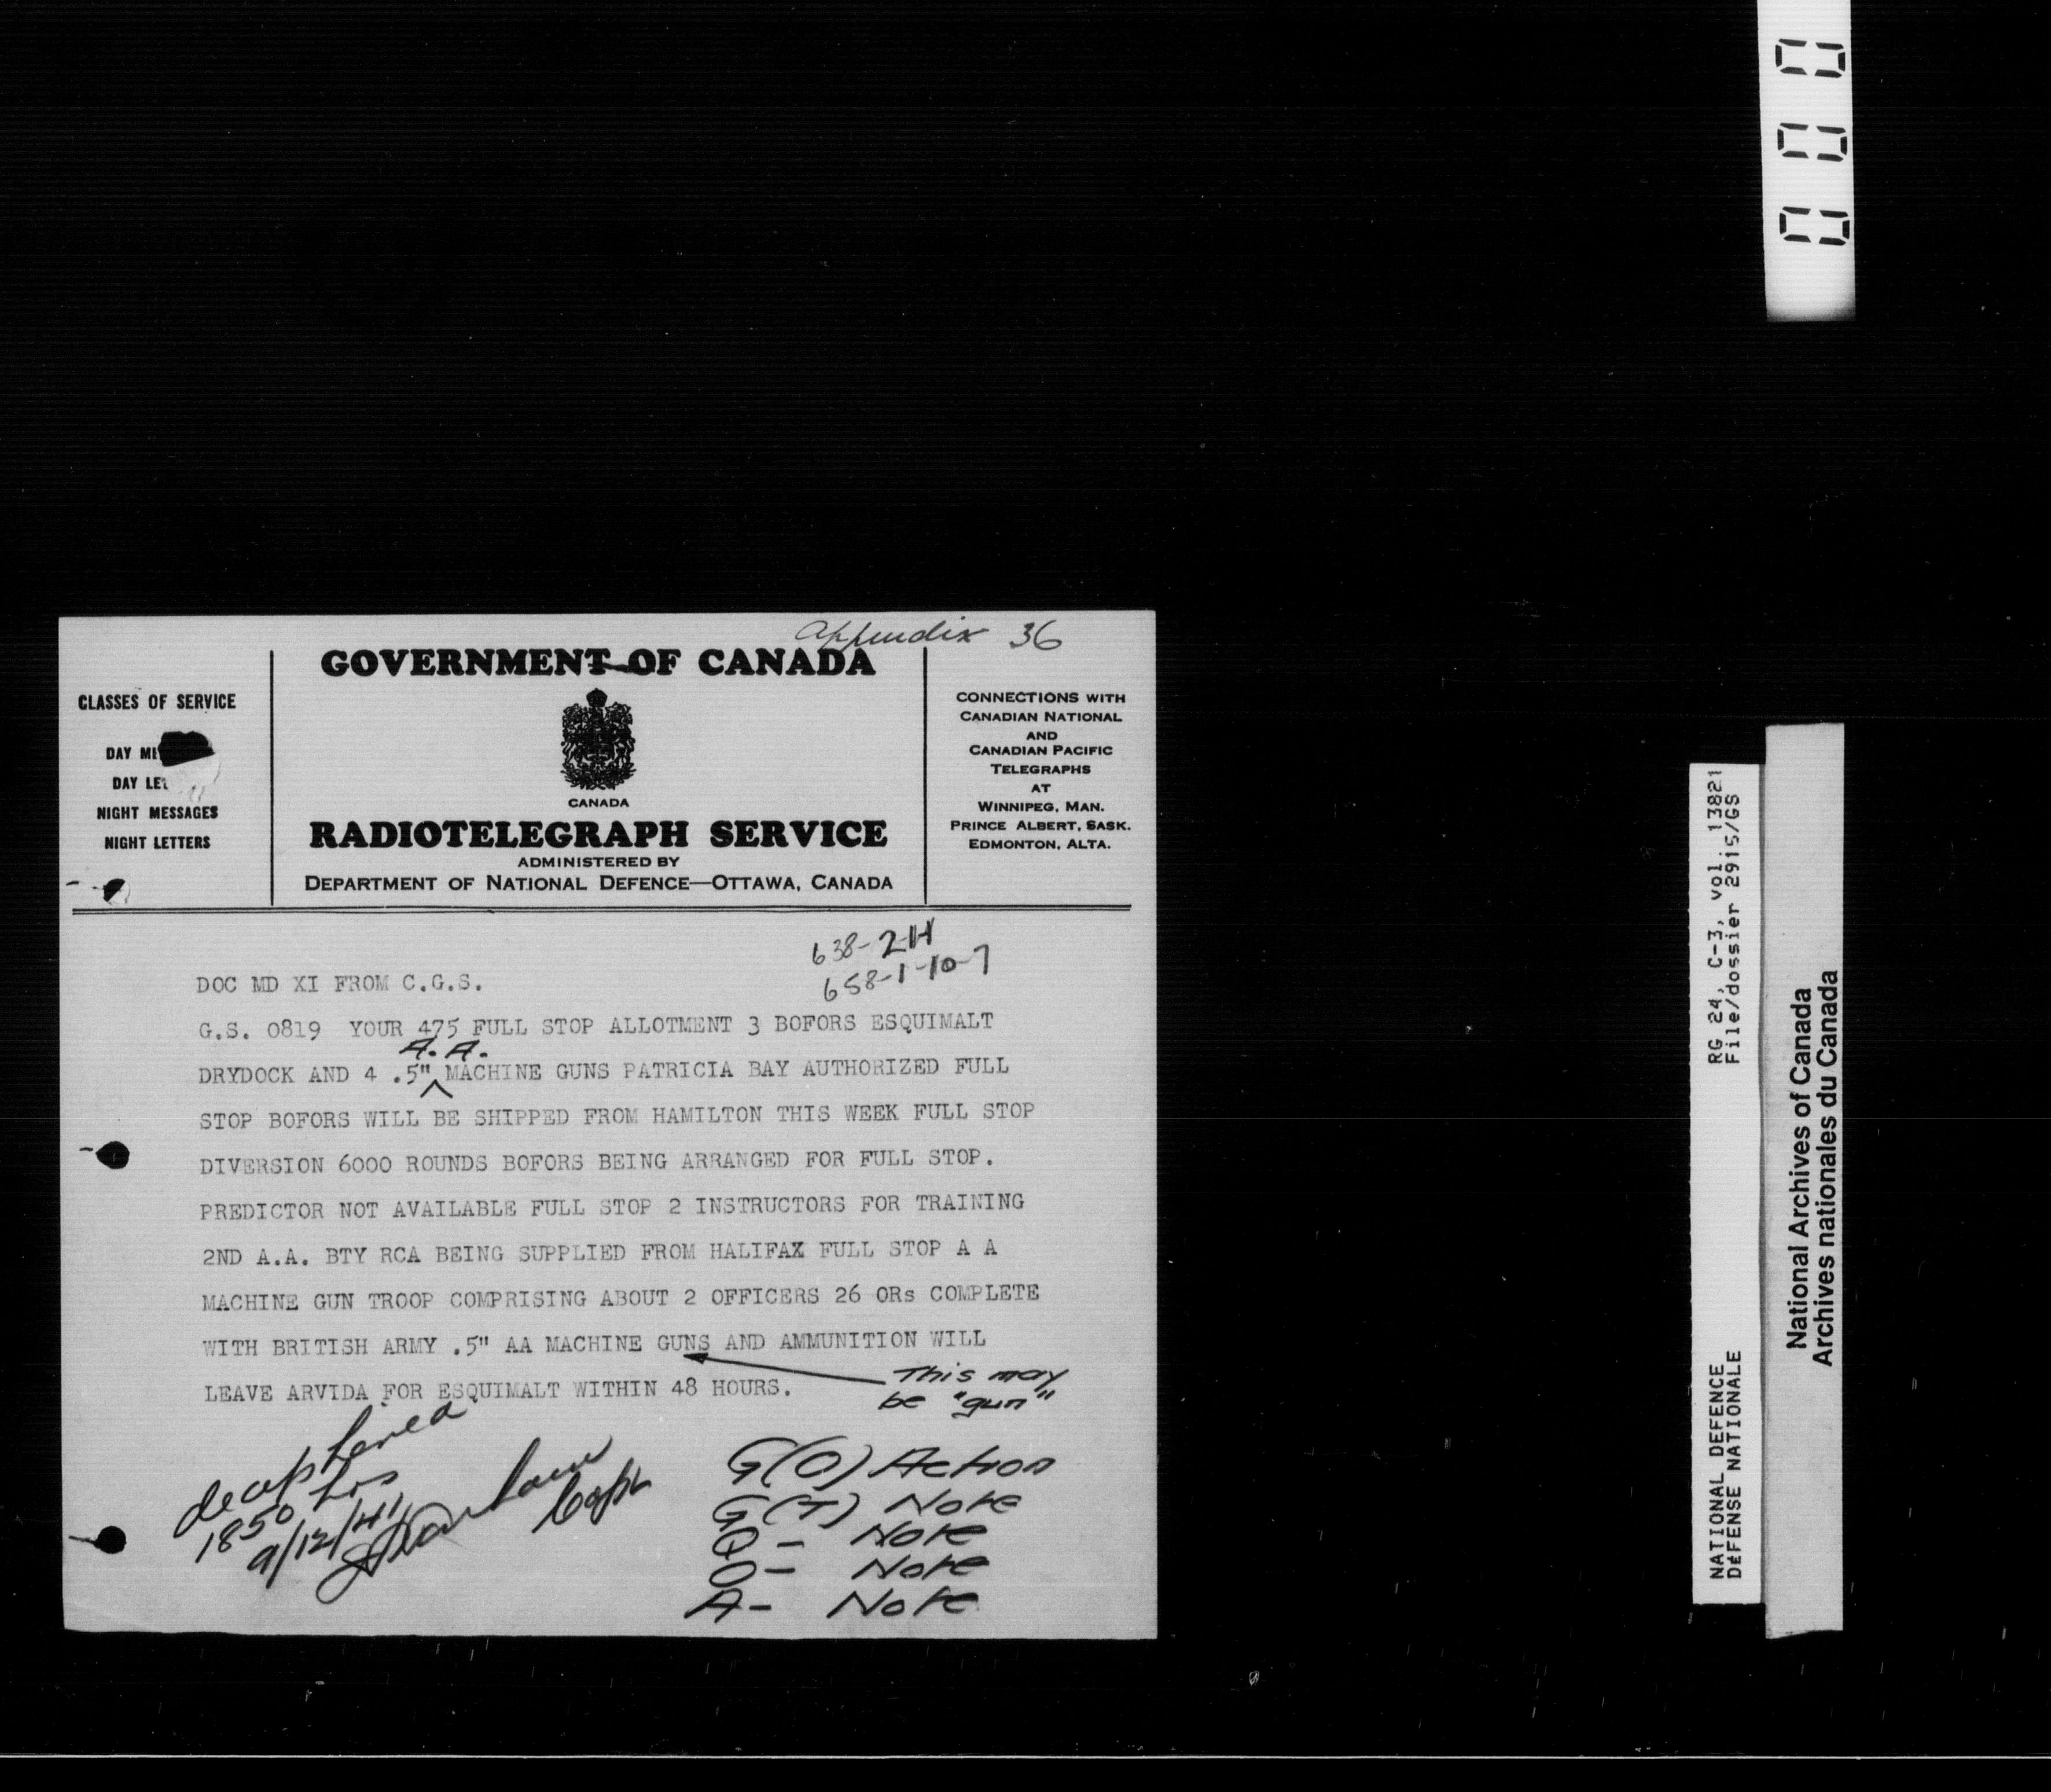 Appendix 36
GOVERNMENT OF CANADA
CLASSES OF SERVICE
DAY ME
DAY LE
NIGHT MESSAGES
NIGHT LETTERS
CANADA
RADIOTELEGRAPH SERVICE
ADMINISTERED BY
DEPARTMENT OF NATIONAL DEFENCE—OTTAWA, CANADA
CONNECTIONS WITH
CANADIAN NATIONAL
AND
CANADIAN PACIFIC
TELEGRAPHS
AT
WINNIPEG, MAN.
PRINCE ALBERT, SASK.
EDMONTON, ALTA.
638-2-H
658-1-10-7
DOC MD XI FROM C.G.S.
G.S. 0819 YOUR 475 FULL STOP ALLOTMENT 3 BOFORS ESQUIMALT
A.A.
DRYDOCK AND 4 .5" MACHINE GUNS PATRICIA BAY AUTHORIZED FULL
STOP BOFORS WILL BE SHIPPED FROM HAMILTON THIS WEEK FULL STOP
DIVERSION 6000 ROUNDS BOFORS BEING ARRANGED FOR FULL STOP.
PREDICTOR NOT AVAILABLE FULL STOP 2 INSTRUCTORS FOR TRAINING
2ND A.A. BTY RCA BEING SUPPLIED FROM HALIFAX FULL STOP A A
MACHINE GUN TROOP COMPRISING ABOUT 2 OFFICERS 26 ORs COMPLETE
WITH BRITISH ARMY .5" AA MACHINE GUNS AND AMMUNITION WILL
LEAVE ARVIDA FOR ESQUIMALT WITHIN 48 HOURS.
This may
be "gun"
deciphered
1850 hrs
9/12/41
Capt
G(O) Action
G(T) Note
Q - Note
O - Note
A - Note
RG 24, C-3, vol. 13821
File/dossier 2915/GS
NATIONAL DEFENCE
DÉFENSE NATIONALE
National Archives of Canada
Archives nationales du Canada